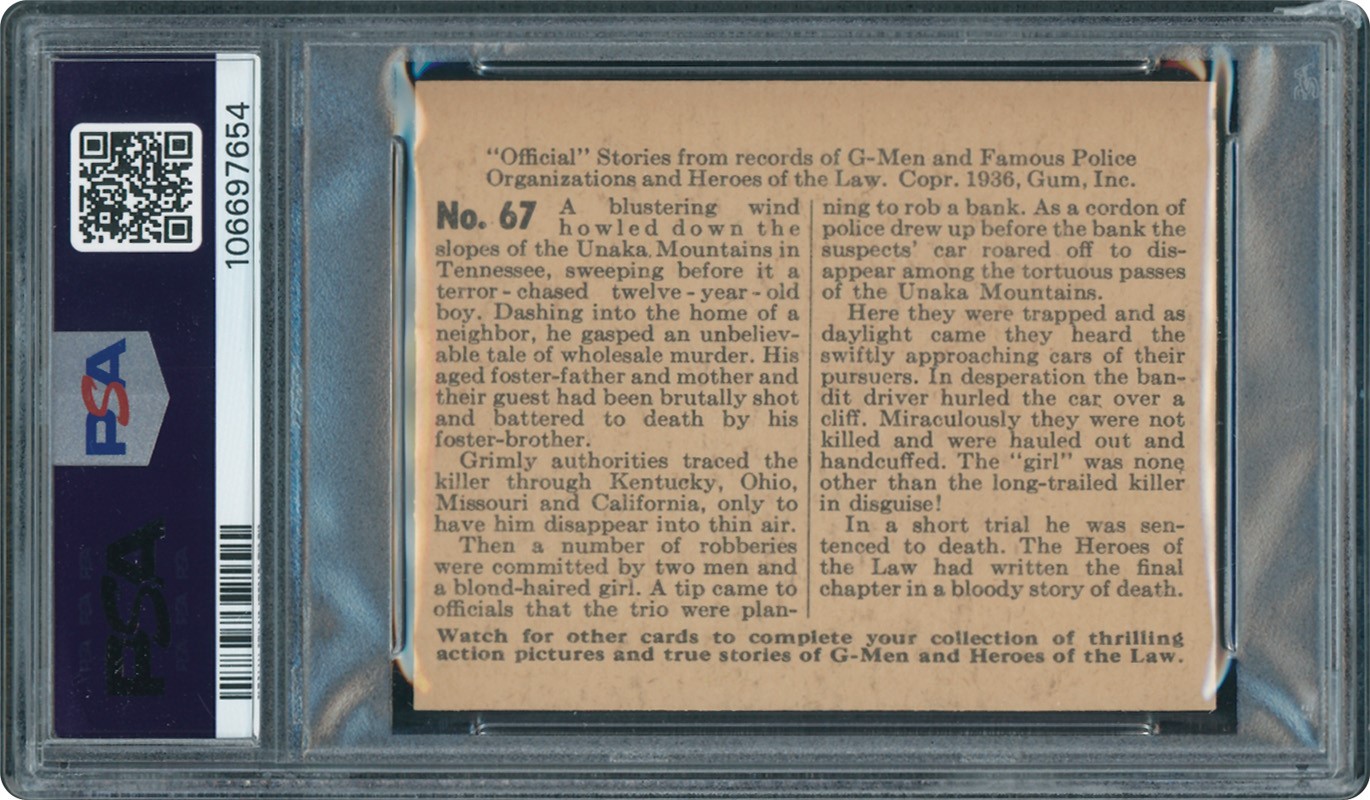 PSA
106697654
PSA
"Official" Stories from records of G-Men and Famous Police
Organizations and Heroes of the Law. Copr. 1936, Gum, Inc.
No. 67 A blustering wind
howled down the
slopes of the Unaka Mountains in
Tennessee, sweeping before it a
terror-chased twelve-year-old
boy. Dashing into the home of a
neighbor, he gasped an unbeliev-
able tale of wholesale murder. His
aged foster-father and mother and
their guest had been brutally shot
and battered to death by his
foster-brother.
Grimly authorities traced the
killer through Kentucky, Ohio,
Missouri and California, only to
have him disappear into thin air.
Then a number of robberies
were committed by two men and
a blond-haired girl. A tip came to
officials that the trio were plan-
ning to rob a bank. As a cordon of
police drew up before the bank the
suspects' car roared off to dis-
appear among the tortuous passes
of the Unaka Mountains.
Here they were trapped and as
daylight came they heard the
swiftly approaching cars of their
pursuers. In desperation the ban-
dit driver hurled the car over a
cliff. Miraculously they were not
killed and were hauled out and
handcuffed. The "girl" was none
other than the long-trailed killer
in disguise!
In a short trial he was sen-
tenced to death. The Heroes of
the Law had written the final
chapter in a bloody story of death.
Watch for other cards to complete your collection of thrilling
action pictures and true stories of G-Men and Heroes of the Law.